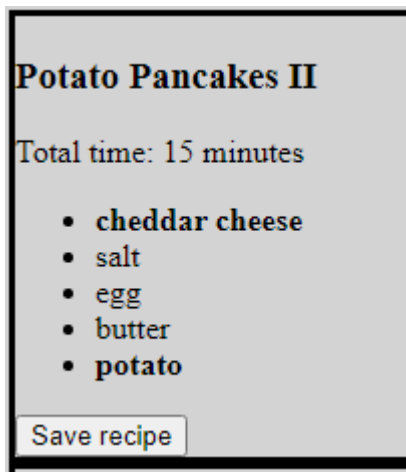 Potato Pancakes II
Total time: 15 minutes
cheddar cheese
salt
egg
butter
potato
Save recipe